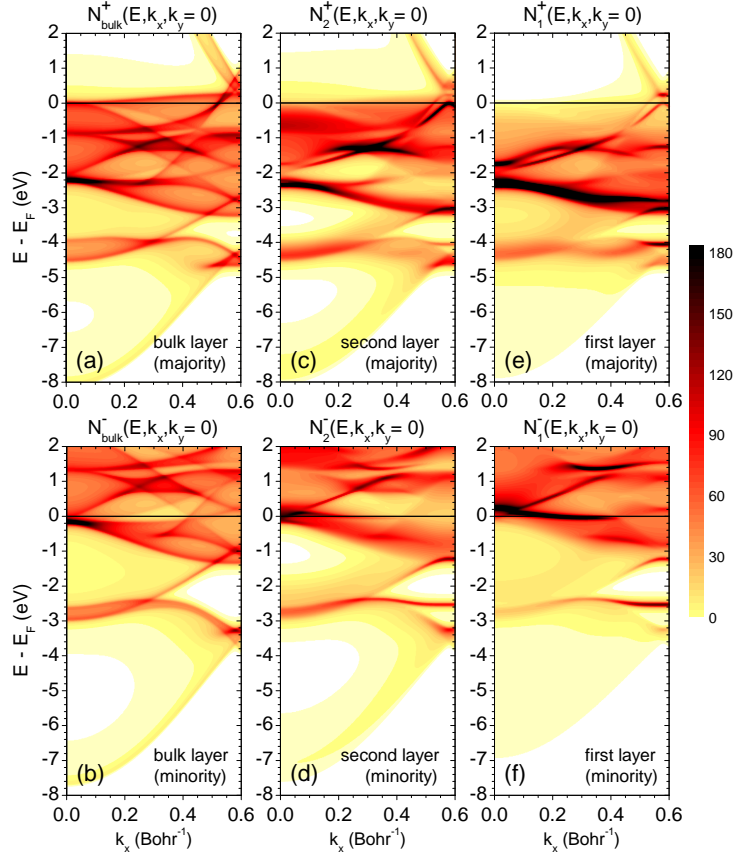 N⁺bulk(E,kx,ky= 0)
N⁺2(E,kx,ky= 0)
N⁺1(E,kx,ky= 0)
E - EF (eV)
2
1
0
-1
-2
-3
-4
-5
-6
-7
-8
(a)
bulk layer
(majority)
(c)
second layer
(majority)
(e)
first layer
(majority)
0.0 0.2 0.4 0.6
0.0 0.2 0.4 0.6
0.0 0.2 0.4 0.6
180
150
120
90
60
30
0
N⁻bulk(E,kx,ky= 0)
N⁻2(E,kx,ky= 0)
N⁻1(E,kx,ky= 0)
E - EF (eV)
2
1
0
-1
-2
-3
-4
-5
-6
-7
-8
(b)
bulk layer
(minority)
(d)
second layer
(minority)
(f)
first layer
(minority)
0.0 0.2 0.4 0.6
0.0 0.2 0.4 0.6
0.0 0.2 0.4 0.6
kx (Bohr⁻¹)
kx (Bohr⁻¹)
kx (Bohr⁻¹)